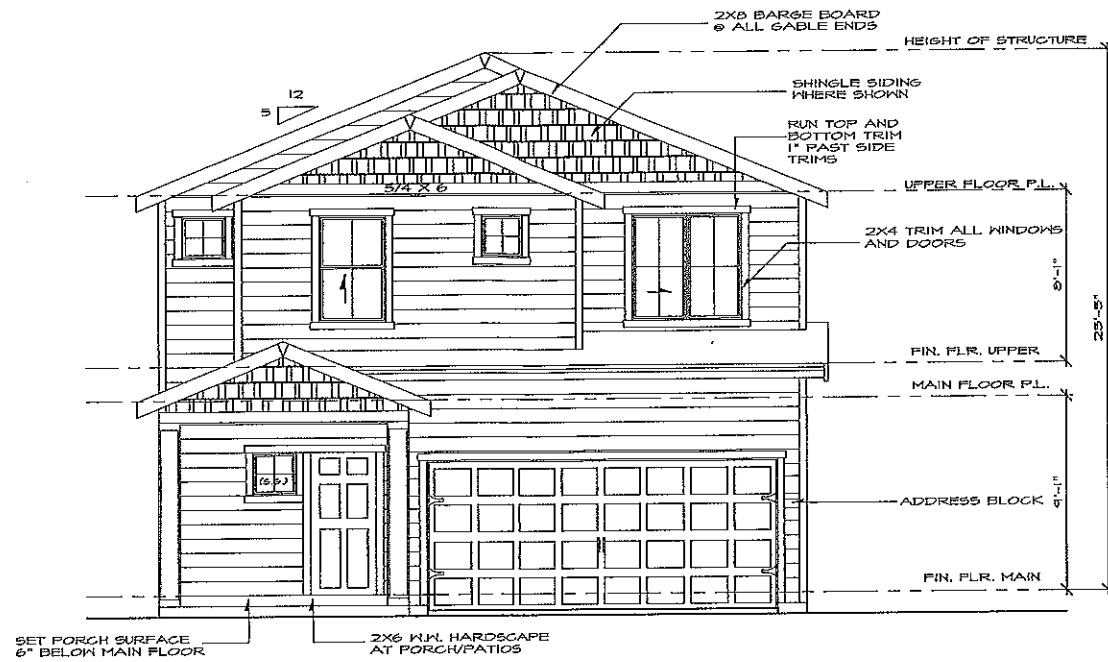 2X8 BARGE BOARD
@ ALL GABLE ENDS
HEIGHT OF STRUCTURE
12
5
SHINGLE SIDING
WHERE SHOWN
RUN TOP AND
BOTTOM TRIM
1" PAST SIDE
TRIMS
5/4 X 6
UPPER FLOOR P.L.
2X4 TRIM ALL WINDOWS
AND DOORS
8'-1"
25'-5"
FIN. FLR. UPPER
MAIN FLOOR P.L.
(S.G.)
ADDRESS BLOCK
9'-1"
FIN. FLR. MAIN
SET PORCH SURFACE
6" BELOW MAIN FLOOR
2X6 W.W. HARDSCAPE
AT PORCH/PATIOS